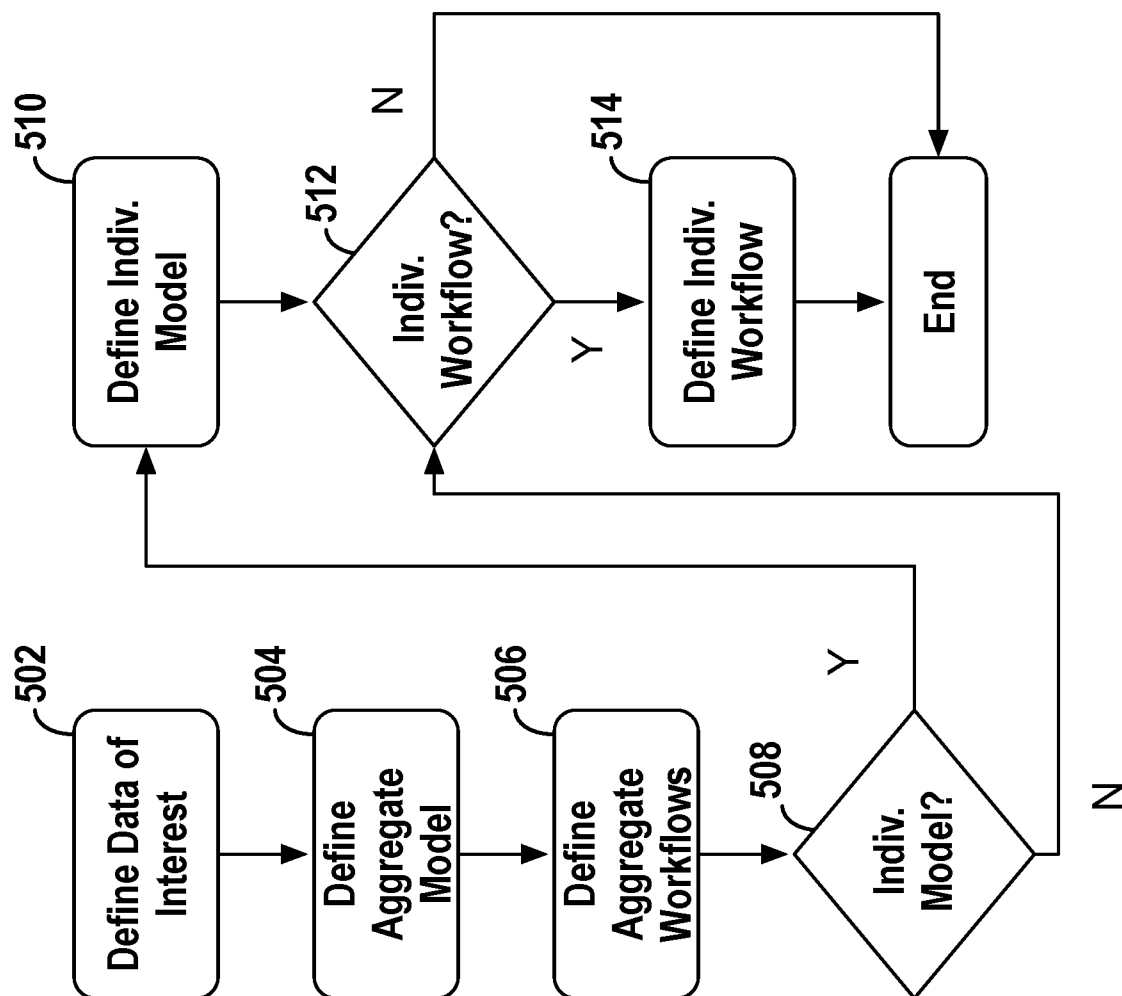 502
Define Data of
Interest
504
Define
Aggregate
Model
506
Define
Aggregate
Workflows
508
Indiv.
Model?
Y
N
510
Define Indiv.
Model
512
Indiv.
Workflow?
N
Y
514
Define Indiv.
Workflow
End